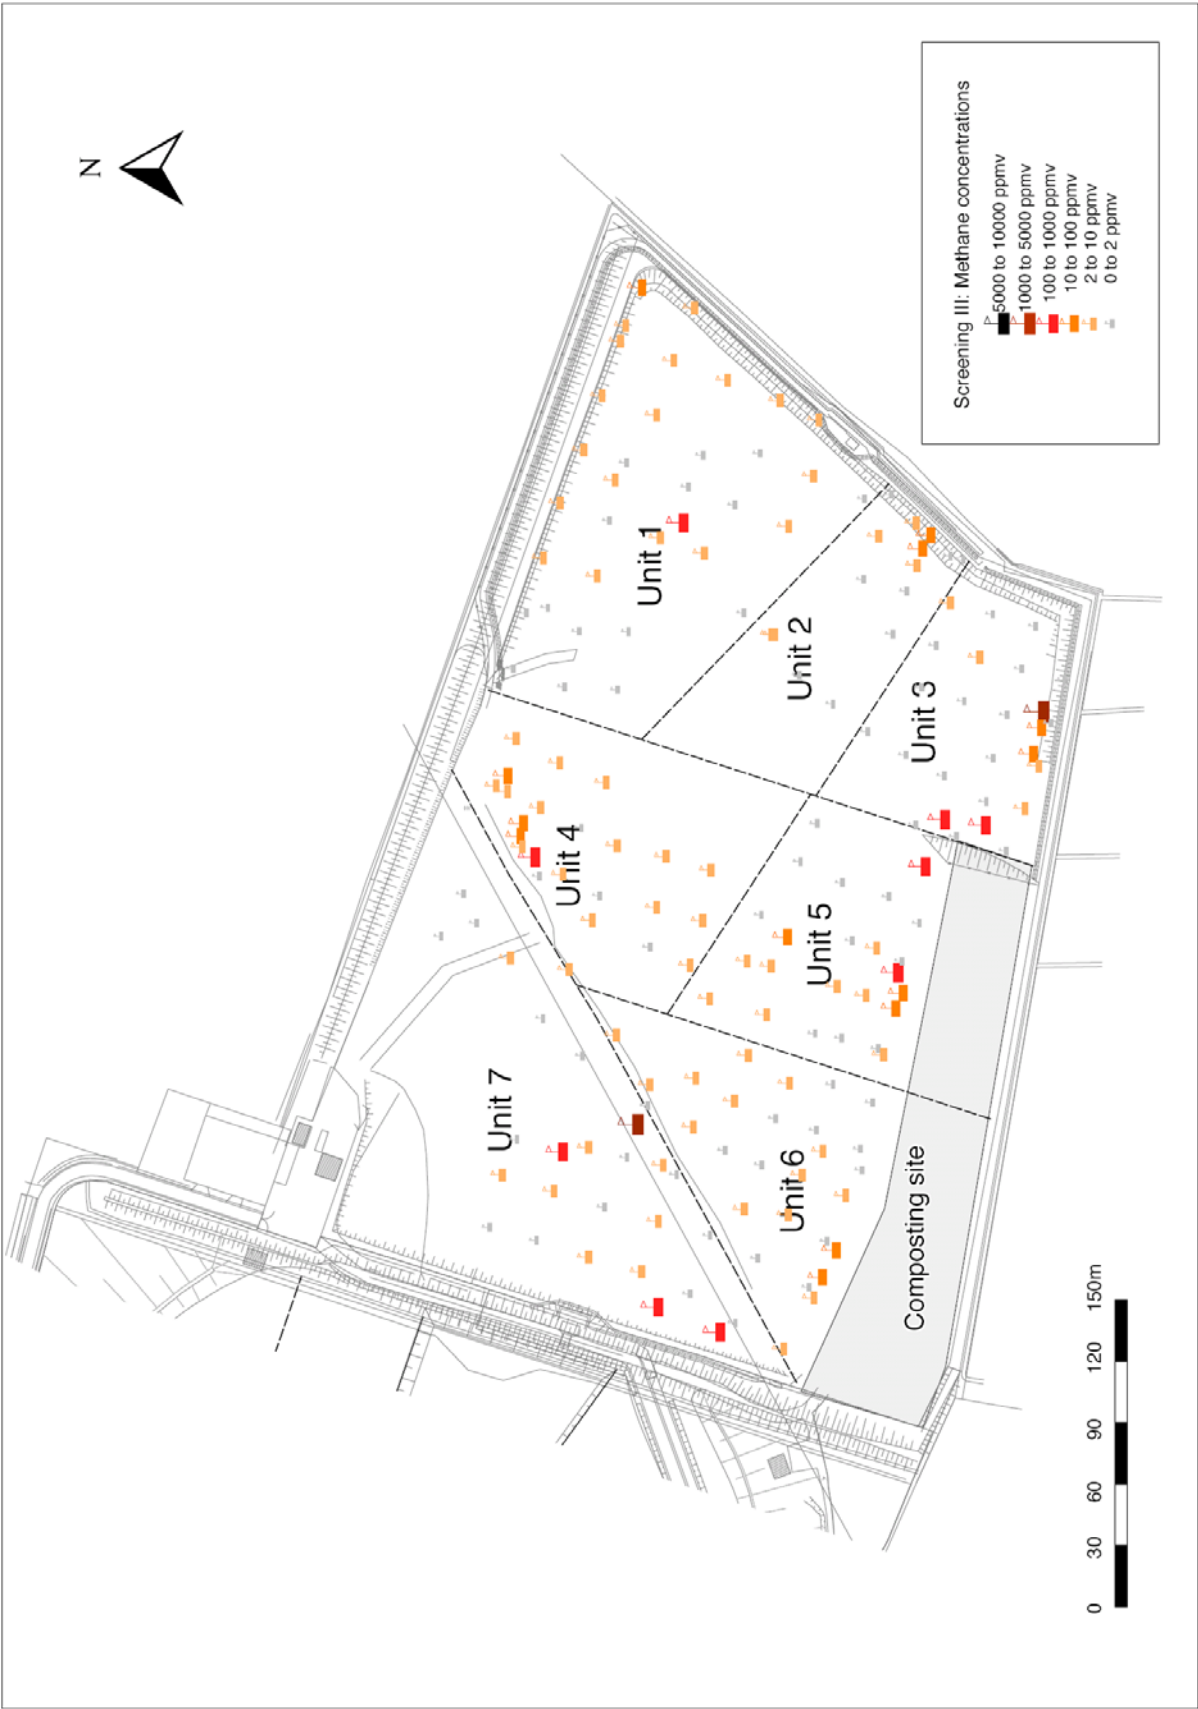 N
Unit 1
Unit 2
Unit 3
Unit 4
Unit 5
Unit 6
Unit 7
Composting site
Screening III: Methane concentrations
5000 to 10000 ppmv
1000 to 5000 ppmv
100 to 1000 ppmv
10 to 100 ppmv
2 to 10 ppmv
0 to 2 ppmv
0 30 60 90 120 150m